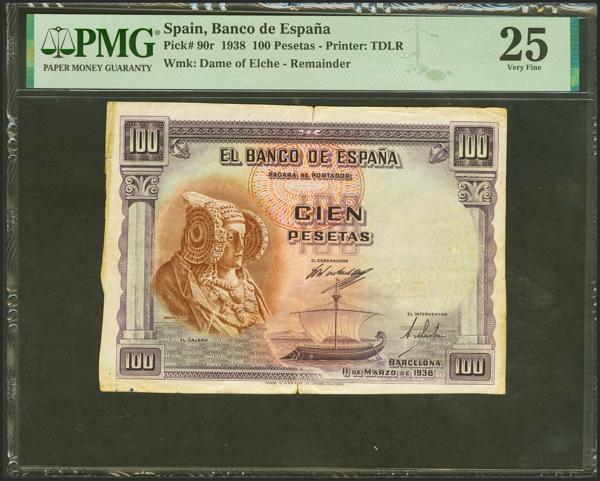 PMG
PAPER MONEY GUARANTY
Spain, Banco de España
Pick# 90r 1938 100 Pesetas - Printer: TDLR
Wmk: Dame of Elche - Remainder
25
Very Fine
100
100
EL BANCO DE ESPAÑA
PAGARÁ AL PORTADOR
CIEN
PESETAS
100
EL GOBERNADOR
EL INTERVENTOR
EL CAJERO
BARCELONA
11 DE MARZO DE 1938
100
100